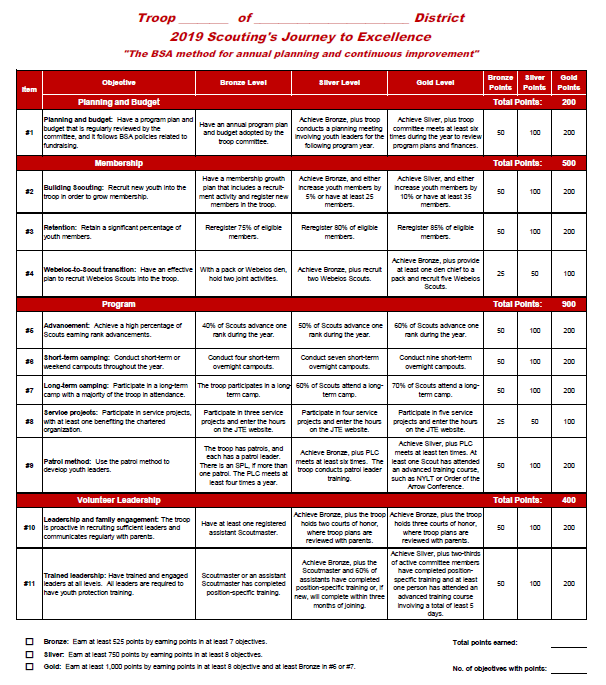 Troop _______ of ______________________ District
2019 Scouting's Journey to Excellence
"The BSA method for annual planning and continuous improvement"
Item Objective Bronze Level Silver Level Gold Level Bronze Points Silver Points Gold Points
Planning and Budget Total Points: 200
#1 Planning and budget: Have a program plan and budget that is regularly reviewed by the committee, and it follows BSA policies related to fundraising. Have an annual program plan and budget adopted by the troop committee. Achieve Bronze, plus troop conducts a planning meeting involving youth leaders for the following program year. Achieve Silver, plus troop committee meets at least six times during the year to review program plans and finances. 50 100 200
Membership Total Points: 500
#2 Building Scouting: Recruit new youth into the troop in order to grow membership. Have a membership growth plan that includes a recruit-ment activity and register new members in the troop. Achieve Bronze, and either increase youth members by 5% or have at least 25 members. Achieve Silver, and either increase youth members by 10% or have at least 35 members. 50 100 200
#3 Retention: Retain a significant percentage of youth members. Reregister 75% of eligible members. Reregister 80% of eligible members. Reregister 85% of eligible members. 50 100 200
#4 Webelos-to-Scout transition: Have an effective plan to recruit Webelos Scouts into the troop. With a pack or Webelos den, hold two joint activities. Achieve Bronze, plus recruit two Webelos Scouts. Achieve Bronze, plus provide at least one den chief to a pack and recruit five Webelos Scouts. 25 50 100
Program Total Points: 900
#5 Advancement: Achieve a high percentage of Scouts earning rank advancements. 40% of Scouts advance one rank during the year. 50% of Scouts advance one rank during the year. 60% of Scouts advance one rank during the year. 50 100 200
#6 Short-term camping: Conduct short-term or weekend campouts throughout the year. Conduct four short-term overnight campouts. Conduct seven short-term overnight campouts. Conduct nine short-term overnight campouts. 50 100 200
#7 Long-term camping: Participate in a long-term camp with a majority of the troop in attendance. The troop participates in a long-term camp. 60% of Scouts attend a long-term camp. 70% of Scouts attend a long-term camp. 50 100 200
#8 Service projects: Participate in service projects, with at least one benefiting the chartered organization. Participate in three service projects and enter the hours on the JTE website. Participate in four service projects and enter the hours on the JTE website. Participate in five service projects and enter the hours on the JTE website. 25 50 100
#9 Patrol method: Use the patrol method to develop youth leaders. The troop has patrols, and each has a patrol leader. There is an SPL, if more than one patrol. The PLC meets at least four times a year. Achieve Bronze, plus PLC meets at least six times. The troop conducts patrol leader training. Achieve Silver, plus PLC meets at least ten times. At least one Scout has attended an advanced training course, such as NYLT or Order of the Arrow Conference. 50 100 200
Volunteer Leadership Total Points: 400
#10 Leadership and family engagement: The troop is proactive in recruiting sufficient leaders and communicates regularly with parents. Have at least one registered assistant Scoutmaster. Achieve Bronze, plus the troop holds two courts of honor, where troop plans are reviewed with parents. Achieve Bronze, plus the troop holds three courts of honor, where troop plans are reviewed with parents. 50 100 200
#11 Trained leadership: Have trained and engaged leaders at all levels. All leaders are required to have youth protection training. Scoutmaster or an assistant Scoutmaster has completed position-specific training. Achieve Bronze, plus the Scoutmaster and 60% of assistants have completed position-specific training or, if new, will complete within three months of joining. Achieve Silver, plus two-thirds of active committee members have completed position-specific training and at least one person has attended an advanced training course involving a total of least 5 days. 50 100 200
☐ Bronze: Earn at least 525 points by earning points in at least 7 objectives. Total points earned: ______
☐ Silver: Earn at least 750 points by earning points in at least 8 objectives.
☐ Gold: Earn at least 1,000 points by earning points in at least 8 objective and at least Bronze in #6 or #7. No. of objectives with points: ______